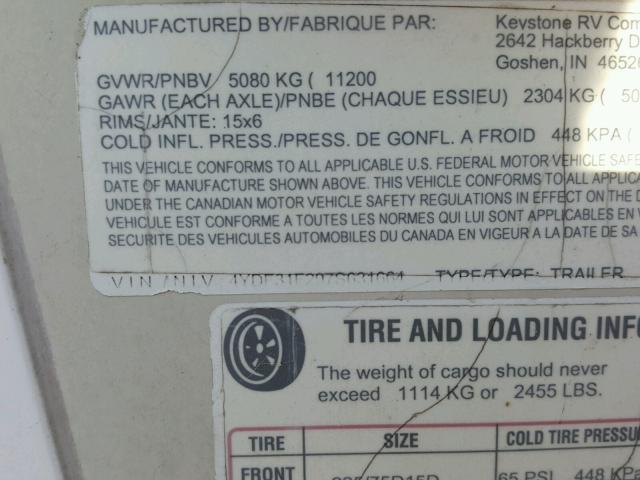 MANUFACTURED BY/FABRIQUE PAR: Keystone RV Com
2642 Hackberry D
Goshen, IN 46526
GVWR/PNBV 5080 KG ( 11200
GAWR (EACH AXLE)/PNBE (CHAQUE ESSIEU) 2304 KG ( 50
RIMS/JANTE: 15x6
COLD INFL. PRESS./PRESS. DE GONFL. A FROID 448 KPA (
THIS VEHICLE CONFORMS TO ALL APPLICABLE U.S. FEDERAL MOTOR VEHICLE SAFE
DATE OF MANUFACTURE SHOWN ABOVE. THIS VEHICLE CONFORMS TO ALL APPLICABLE
UNDER THE CANADIAN MOTOR VEHICLE SAFETY REGULATIONS IN EFFECT ON THE D
VEHICULE EST CONFORME A TOUTES LES NORMES QUI LUI SONT APPLICABLES EN
SECURITE DES VEHICULES AUTOMOBILES DU CANADA EN VIGEUR A LA DATE DE SA
VIN/NIV TYPE/TYPE: TRAILER
TIRE AND LOADING INFO
The weight of cargo should never
exceed 1114 KG or 2455 LBS.
TIRE SIZE COLD TIRE PRESSU
FRONT 65 PSI 448 KPa